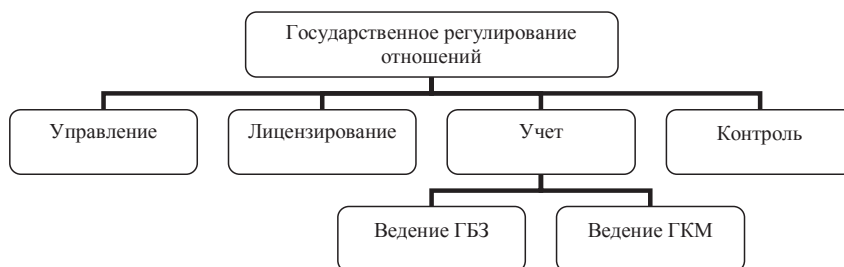 Государственное регулирование
отношений
Управление
Лицензирование
Учет
Контроль
Ведение ГБЗ
Ведение ГКМ